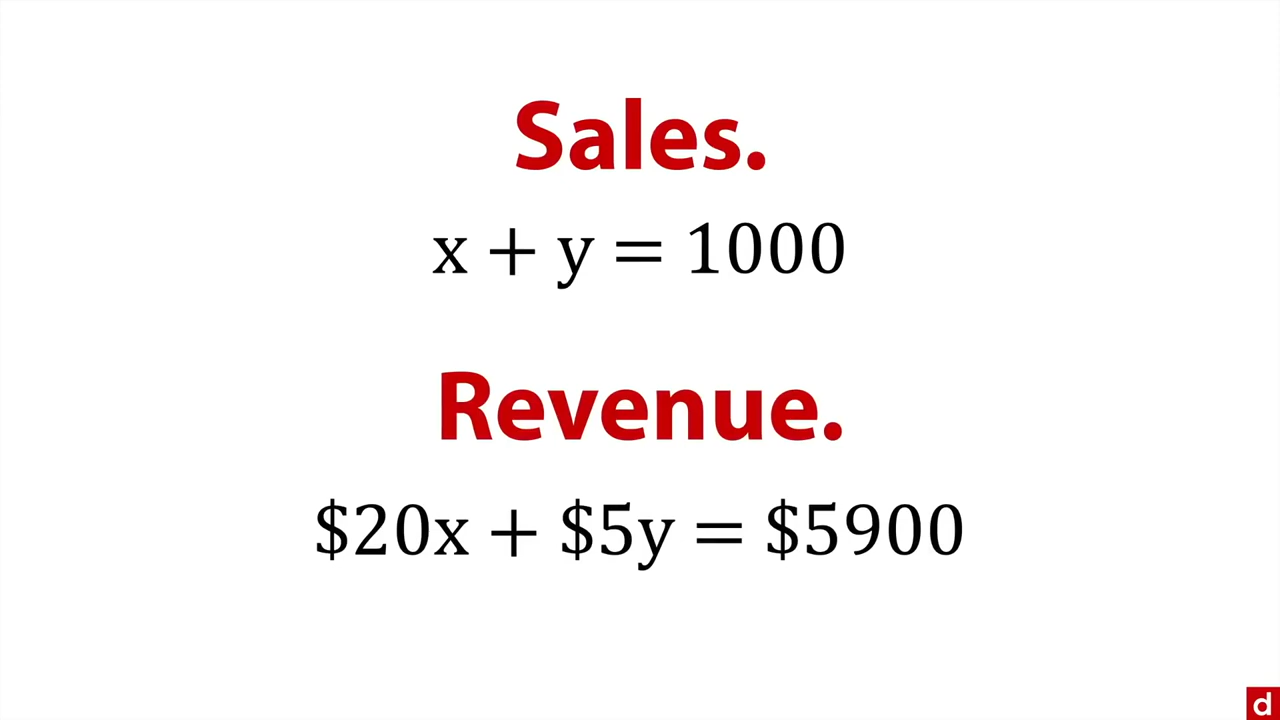 Sales.
x + y = 1000
Revenue.
$20x + $5y = $5900
d